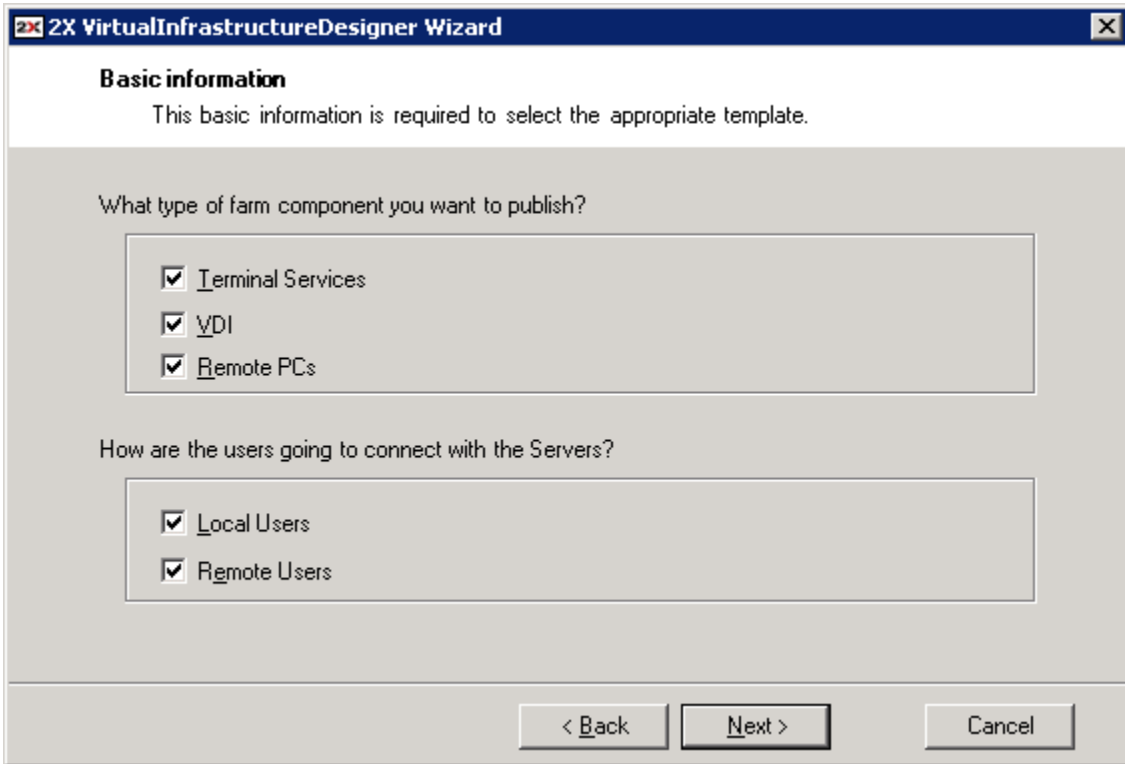 2X 2X VirtualInfrastructureDesigner Wizard
Basic information
This basic information is required to select the appropriate template.
What type of farm component you want to publish?
Terminal Services
VDI
Remote PCs
How are the users going to connect with the Servers?
Local Users
Remote Users
< Back Next > Cancel